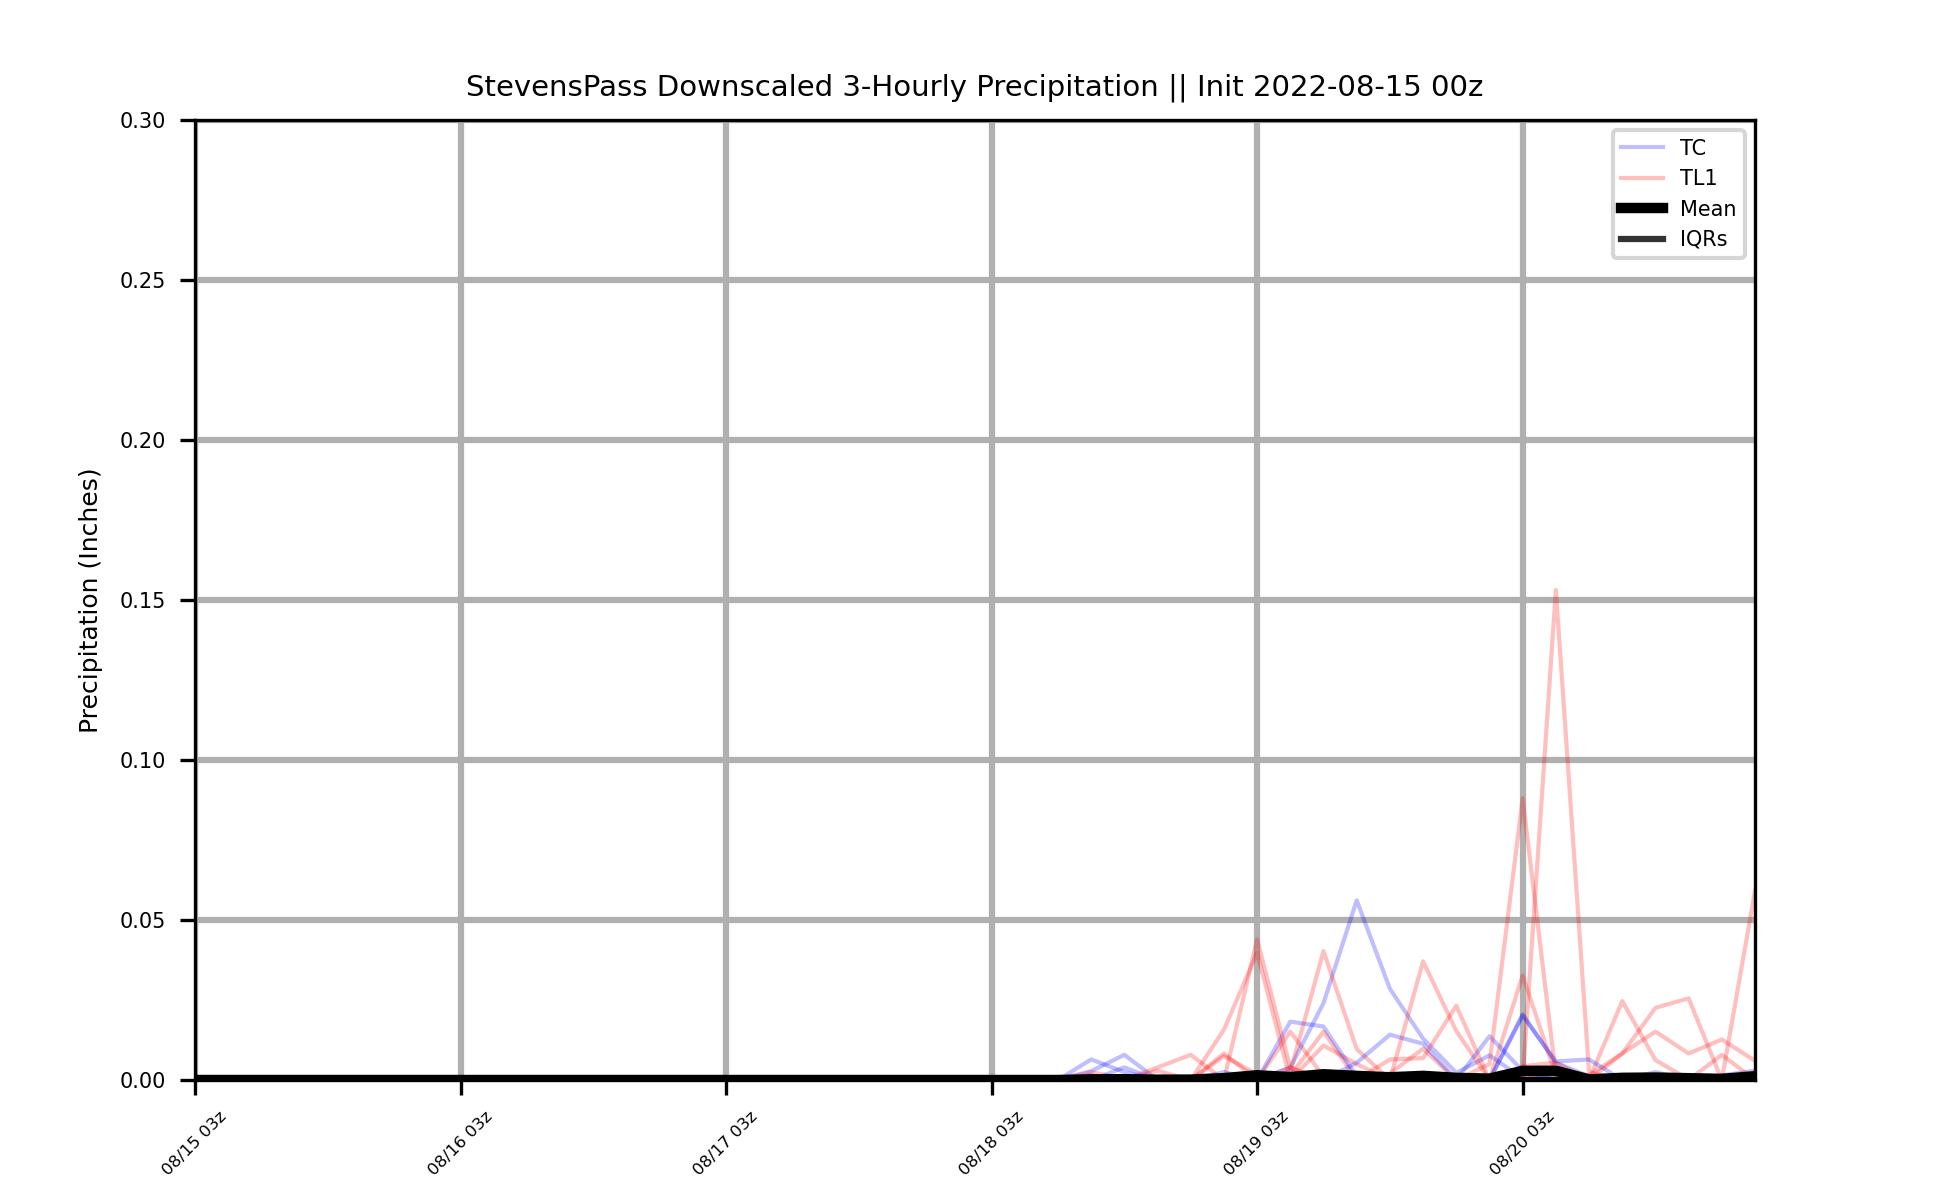 StevensPass Downscaled 3-Hourly Precipitation || Init 2022-08-15 00z
TC
TL1
Mean
IQRs
Precipitation (Inches)
0.30
0.25
0.20
0.15
0.10
0.05
0.00
08/15 03z
08/16 03z
08/17 03z
08/18 03z
08/19 03z
08/20 03z